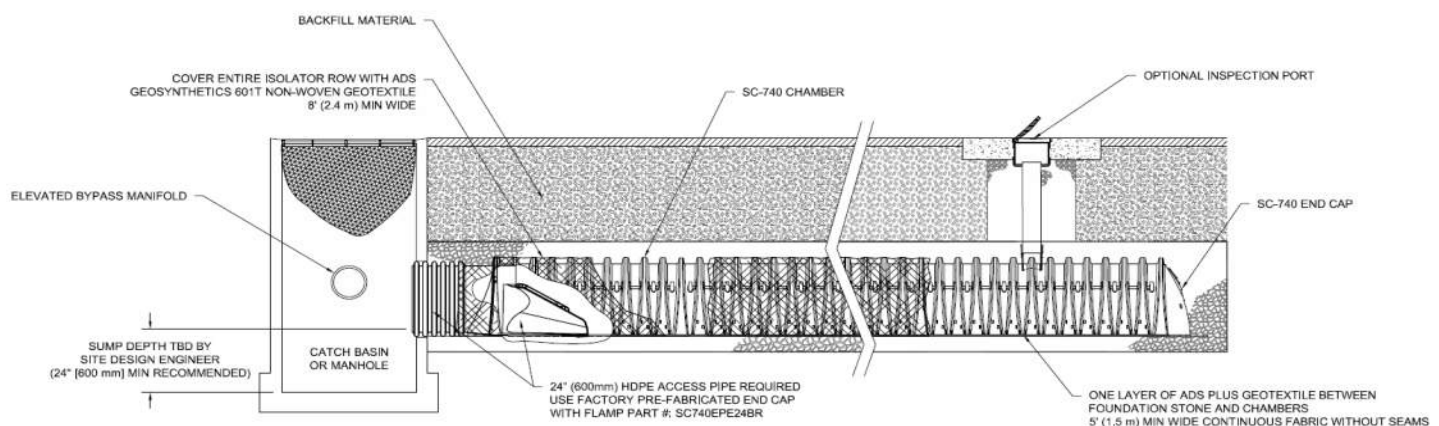 BACKFILL MATERIAL
COVER ENTIRE ISOLATOR ROW WITH ADS
GEOSYNTHETICS 601T NON-WOVEN GEOTEXTILE
8' (2.4 m) MIN WIDE
SC-740 CHAMBER
OPTIONAL INSPECTION PORT
ELEVATED BYPASS MANIFOLD
SC-740 END CAP
SUMP DEPTH TBD BY
SITE DESIGN ENGINEER
(24" [600 mm] MIN RECOMMENDED)
CATCH BASIN
OR MANHOLE
24" (600mm) HDPE ACCESS PIPE REQUIRED
USE FACTORY PRE-FABRICATED END CAP
WITH FLAMP PART #: SC740EPE24BR
ONE LAYER OF ADS PLUS GEOTEXTILE BETWEEN
FOUNDATION STONE AND CHAMBERS
5' (1.5 m) MIN WIDE CONTINUOUS FABRIC WITHOUT SEAMS